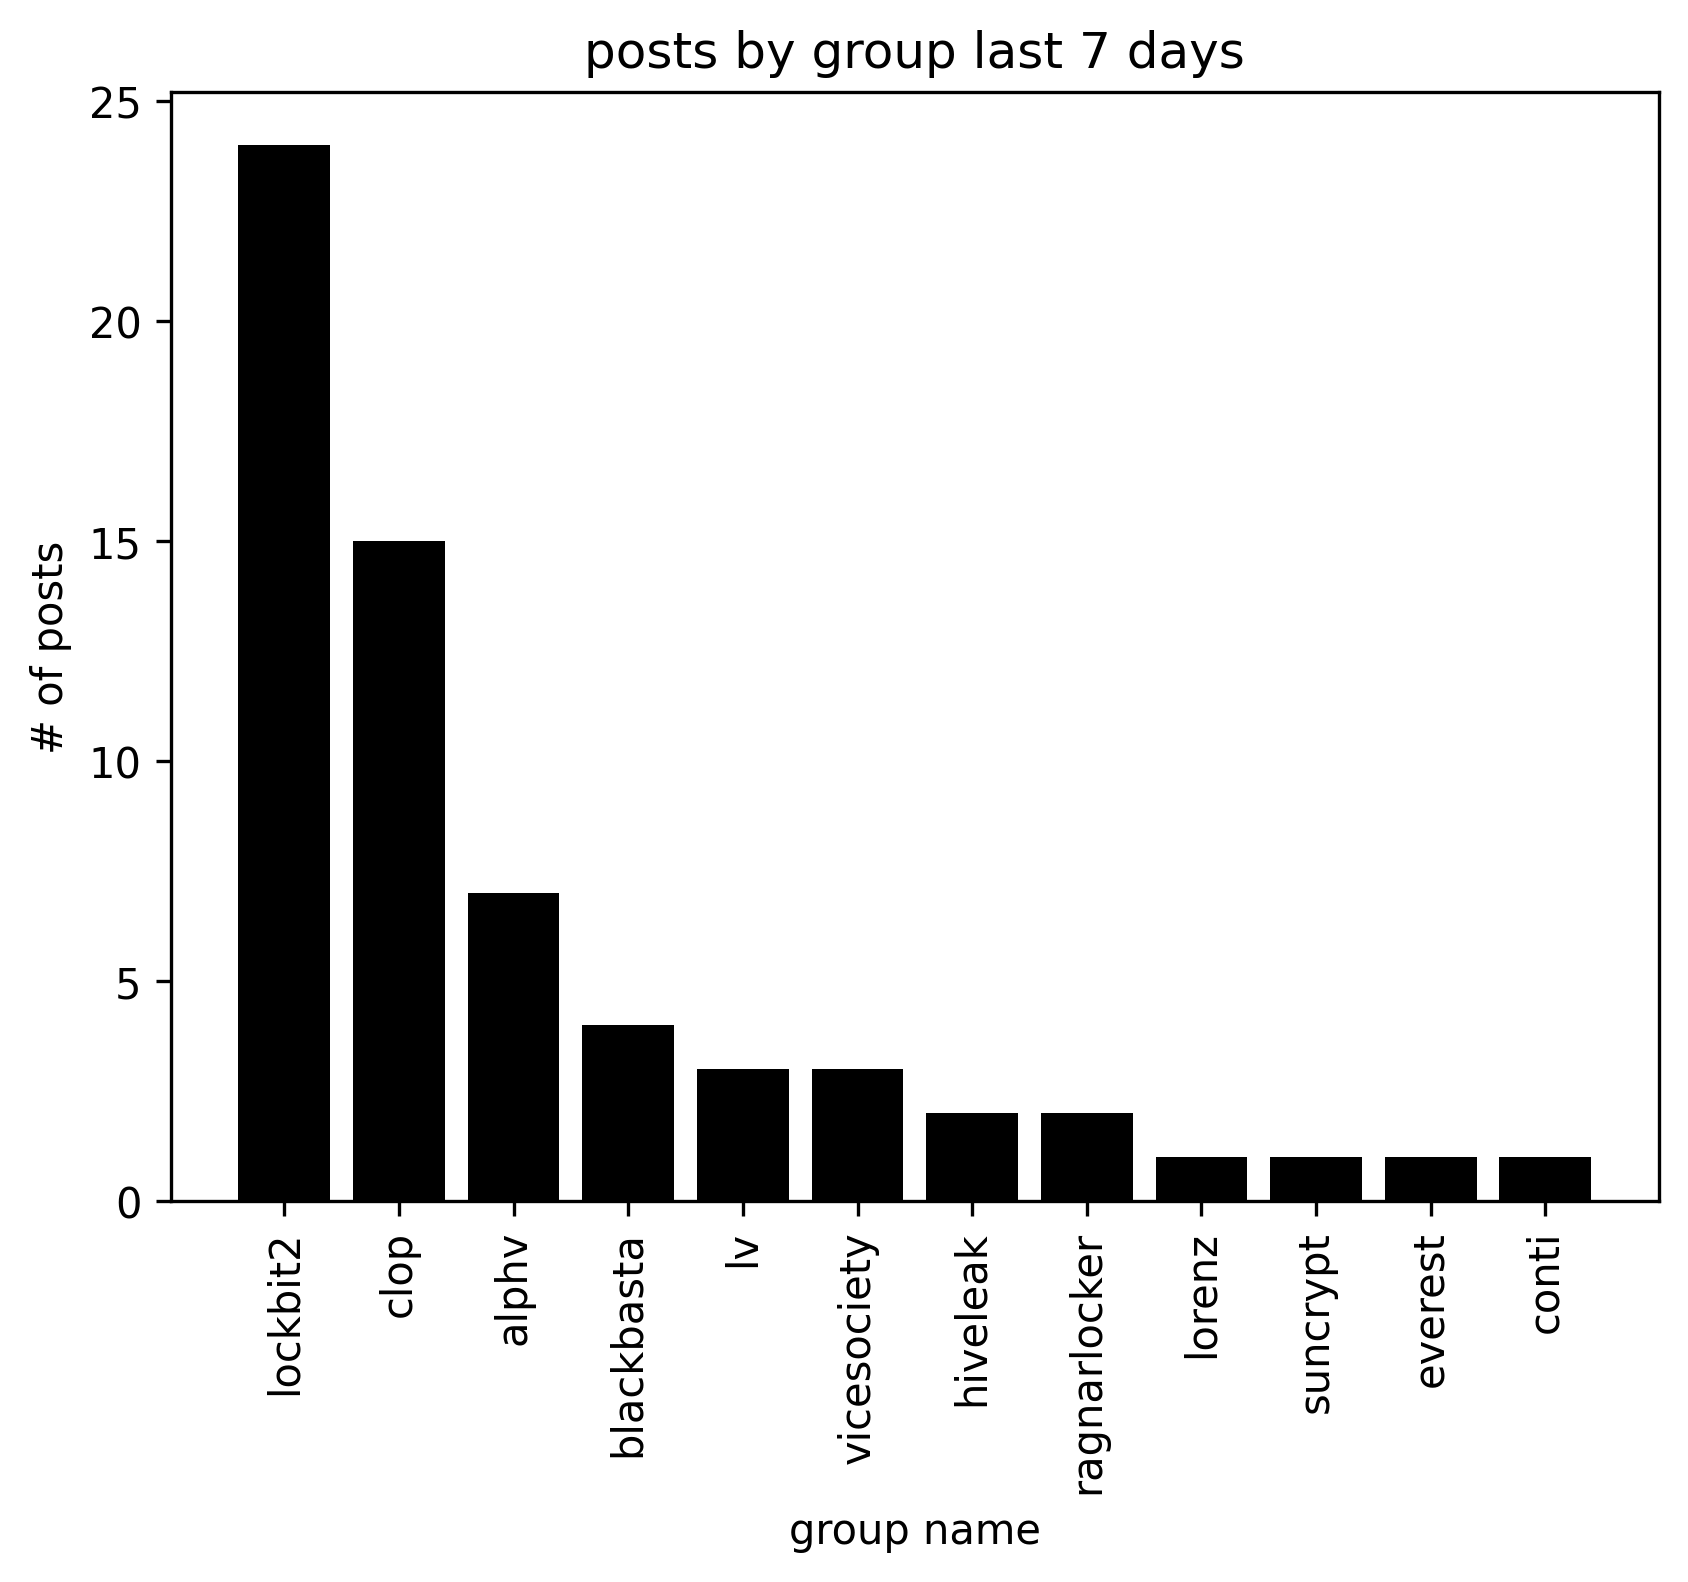 posts by group last 7 days
# of posts
25
20
15
10
5
0
lockbit2
clop
alphv
blackbasta
lv
vicesociety
hiveleak
ragnarlocker
lorenz
suncrypt
everest
conti
group name